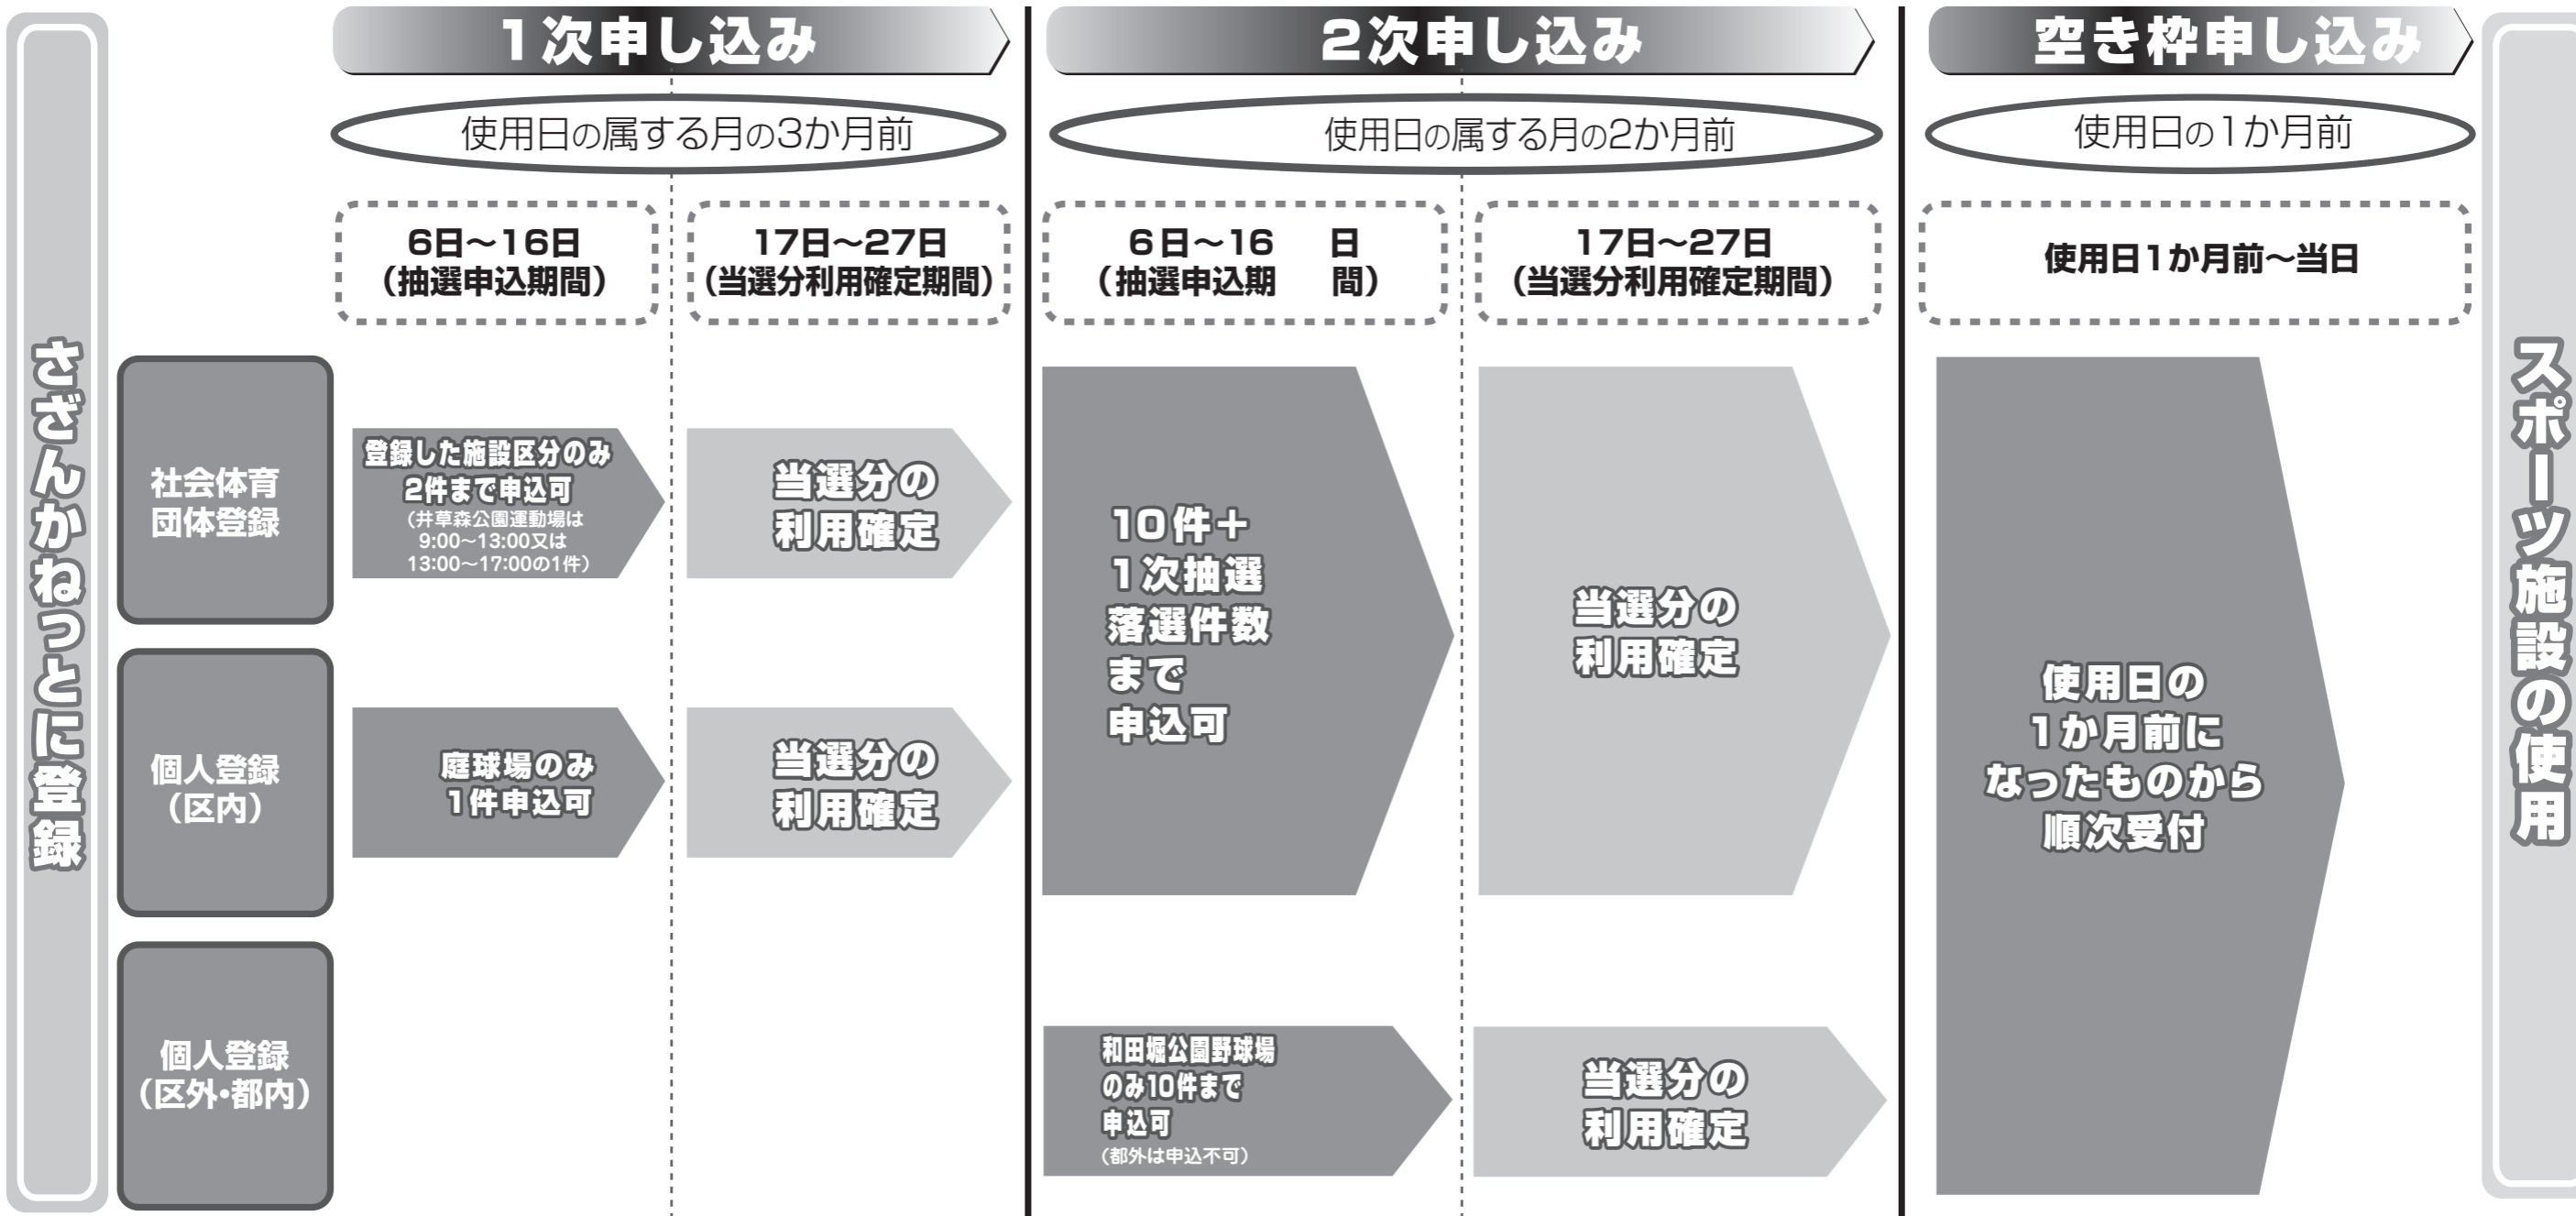 さざんかねっとに登録
1次申し込み
使用日の属する月の3か月前
6日～16日
（抽選申込期間）
17日～27日
（当選分利用確定期間）
2次申し込み
使用日の属する月の2か月前
6日～16　日
（抽選申込期　間）
17日～27日
（当選分利用確定期間）
空き枠申し込み
使用日の1か月前
使用日1か月前～当日
社会体育
団体登録
登録した施設区分のみ
2件まで申込可
（井草森公園運動場は
9:00～13:00又は
13:00～17:00の1件）
当選分の
利用確定
個人登録
（区内）
庭球場のみ
1件申込可
当選分の
利用確定
10件＋
1次抽選
落選件数
まで
申込可
当選分の
利用確定
個人登録
（区外・都内）
和田堀公園野球場
のみ10件まで
申込可
（都外は申込不可）
当選分の
利用確定
使用日の
1か月前に
なったものから
順次受付
スポーツ施設の使用